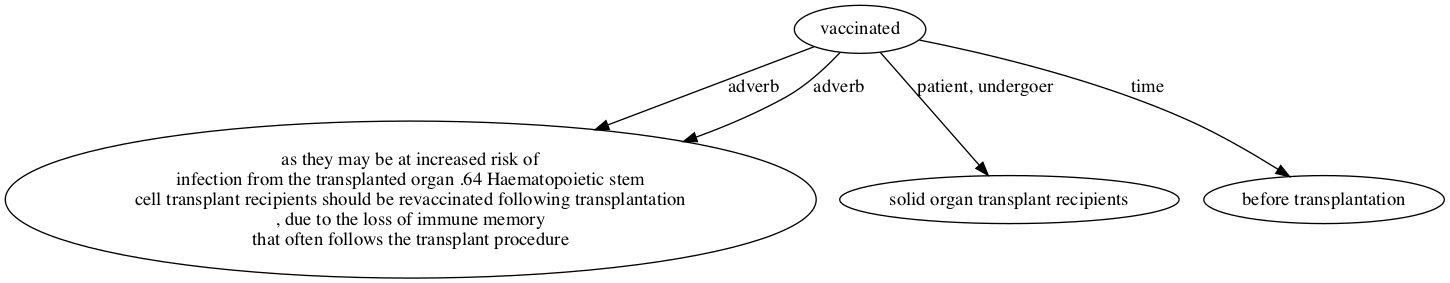 vaccinated
adverb
adverb
patient, undergoer
time
as they may be at increased risk of
infection from the transplanted organ .64 Haematopoietic stem
cell transplant recipients should be revaccinated following transplantation
, due to the loss of immune memory
that often follows the transplant procedure
solid organ transplant recipients
before transplantation